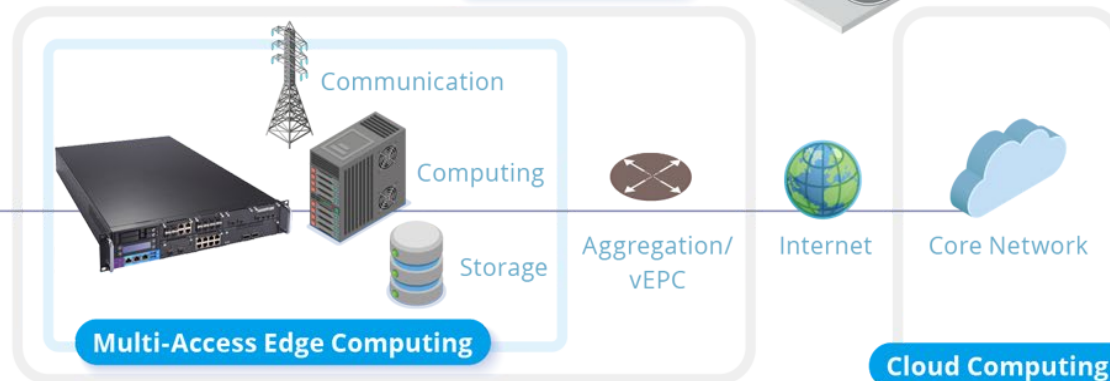 Communication
Computing
Storage
Aggregation/
vEPC
Internet
Core Network
Multi-Access Edge Computing
Cloud Computing